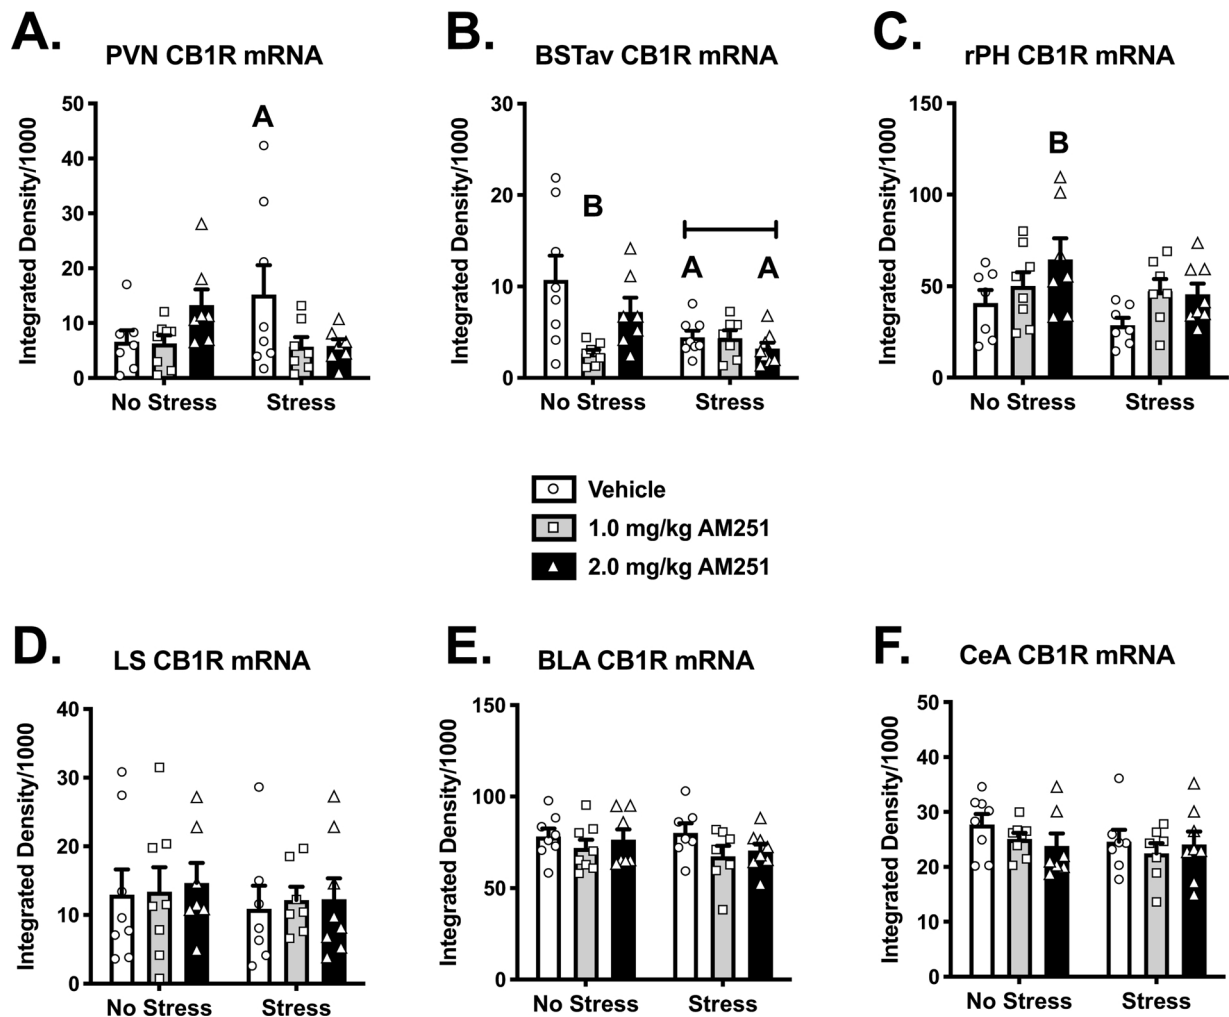 A.
PVN CB1R mRNA
Integrated Density/1000
50
40
30
20
10
0
A
No Stress
Stress
B.
BSTav CB1R mRNA
Integrated Density/1000
30
20
10
0
B
A
A
No Stress
Stress
C.
rPH CB1R mRNA
Integrated Density/1000
150
100
50
0
B
No Stress
Stress
Vehicle
1.0 mg/kg AM251
2.0 mg/kg AM251
D.
LS CB1R mRNA
Integrated Density/1000
40
30
20
10
0
No Stress
Stress
E.
BLA CB1R mRNA
Integrated Density/1000
150
100
50
0
No Stress
Stress
F.
CeA CB1R mRNA
Integrated Density/1000
50
40
30
20
10
0
No Stress
Stress